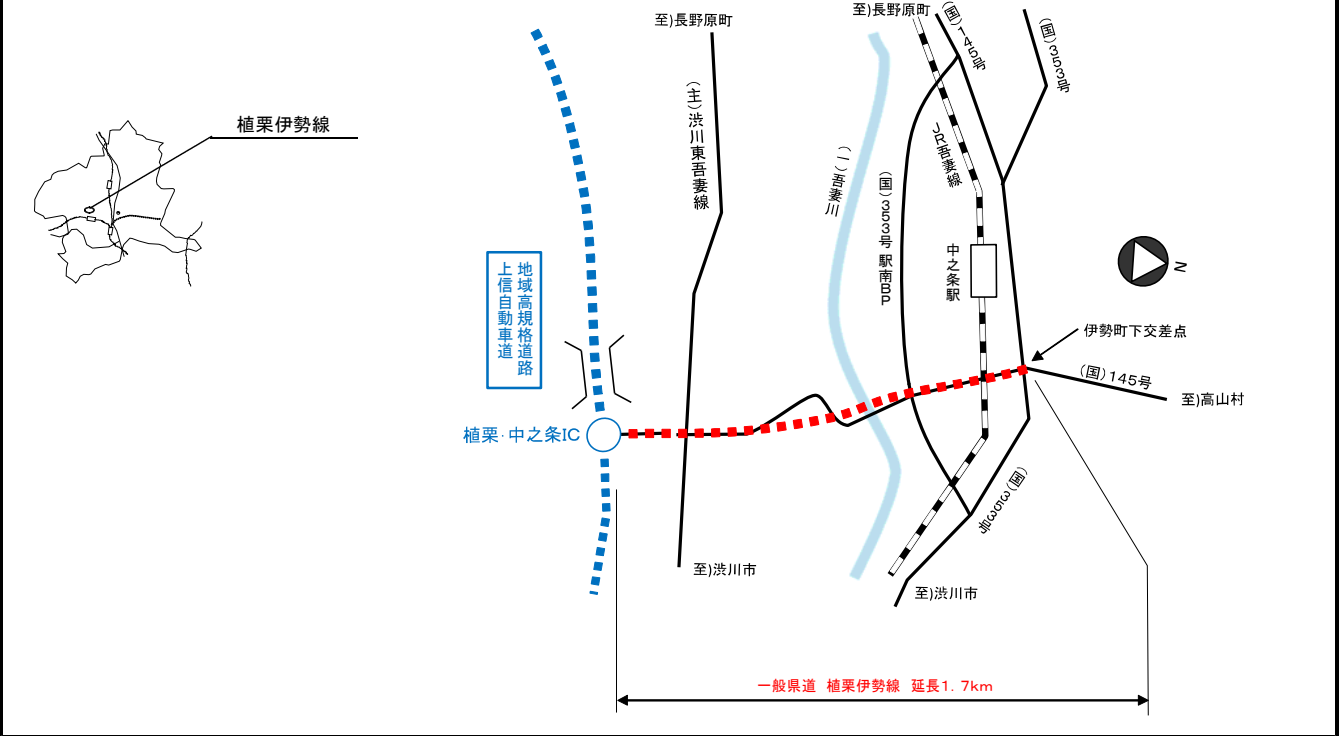 植栗伊勢線
至)長野原町
至)長野原町
(国)145号
(国)353号
(主)渋川東吾妻線
(一)吾妻川
(国)353号 駅南BP
JR吾妻線
中之条駅
N
地域高規格道路
上信自動車道
伊勢町下交差点
(国)145号
至)高山村
植栗・中之条IC
(国)353号
至)渋川市
至)渋川市
一般県道 植栗伊勢線 延長1.7km